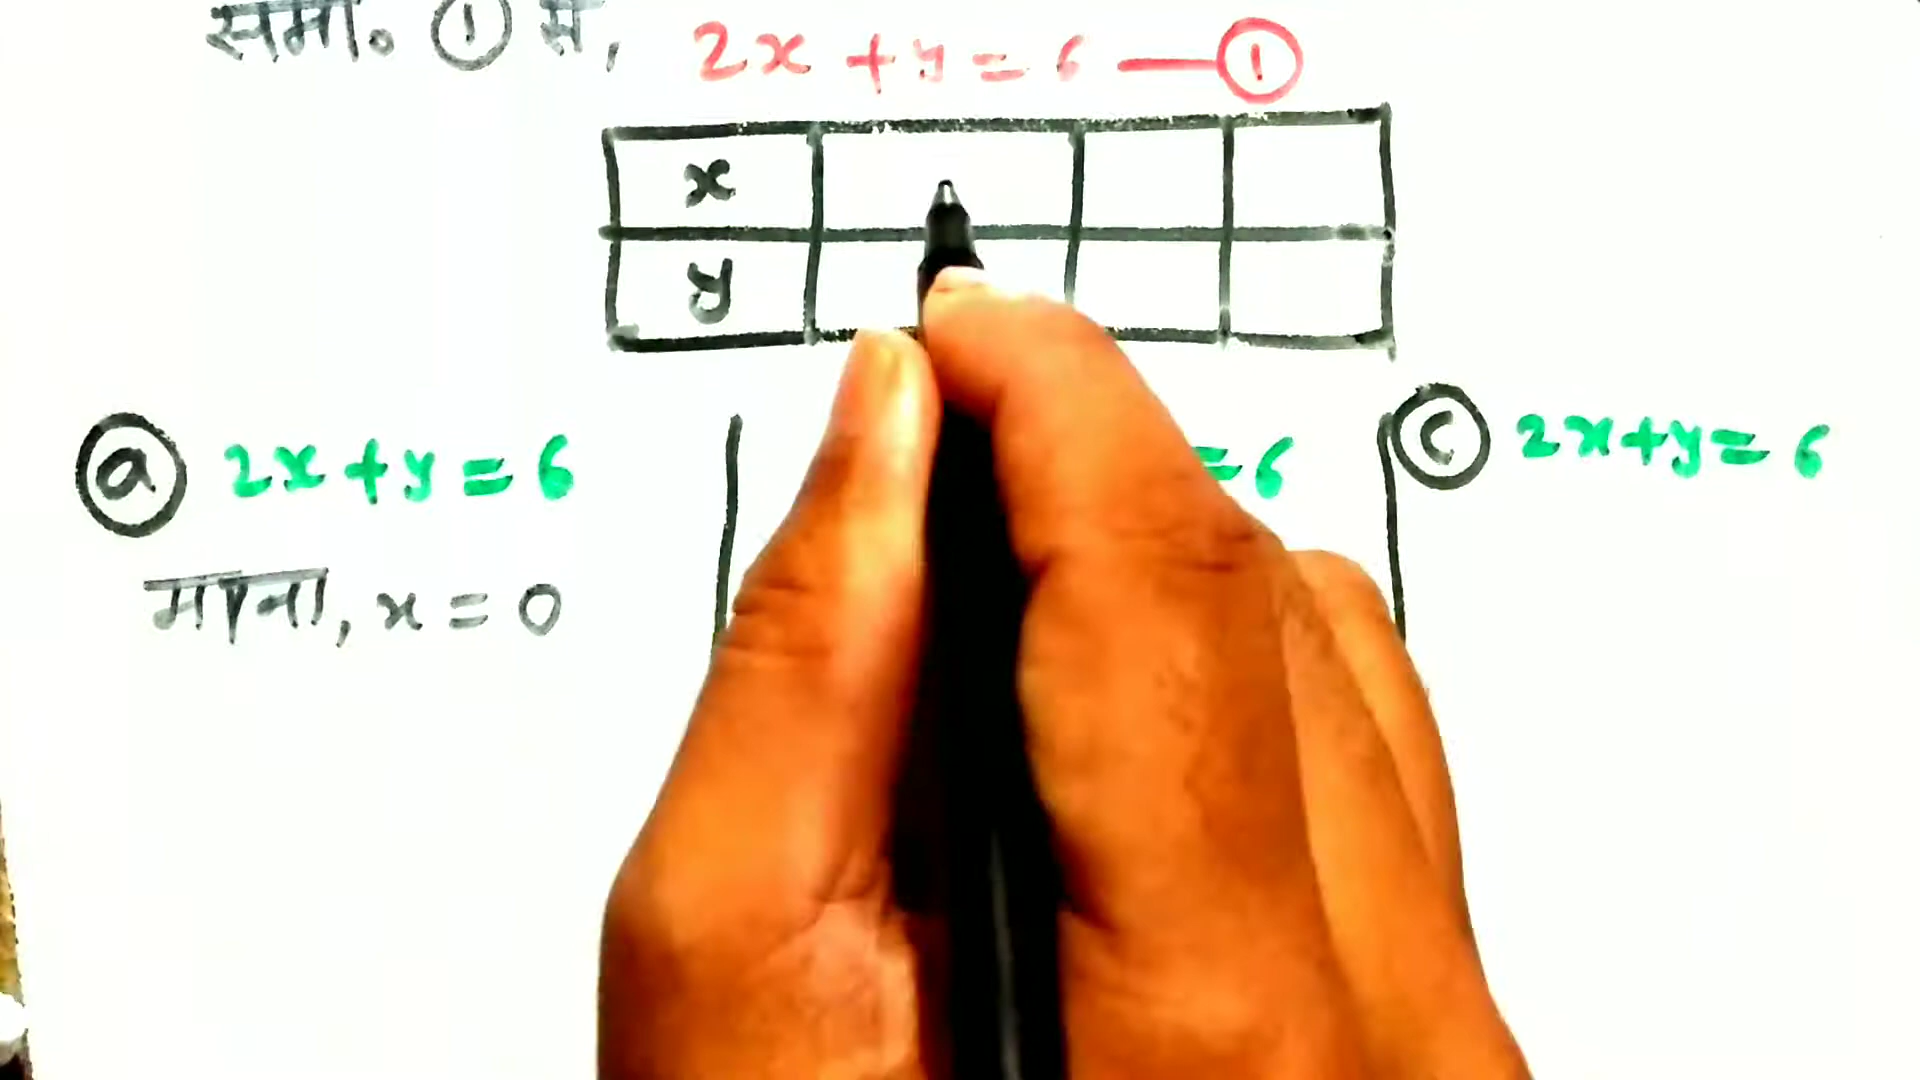 समी० ① से, 2x + y = 6 — ①
x
y
ⓐ 2x + y = 6
= 6
ⓒ 2x + y = 6
माना, x = 0